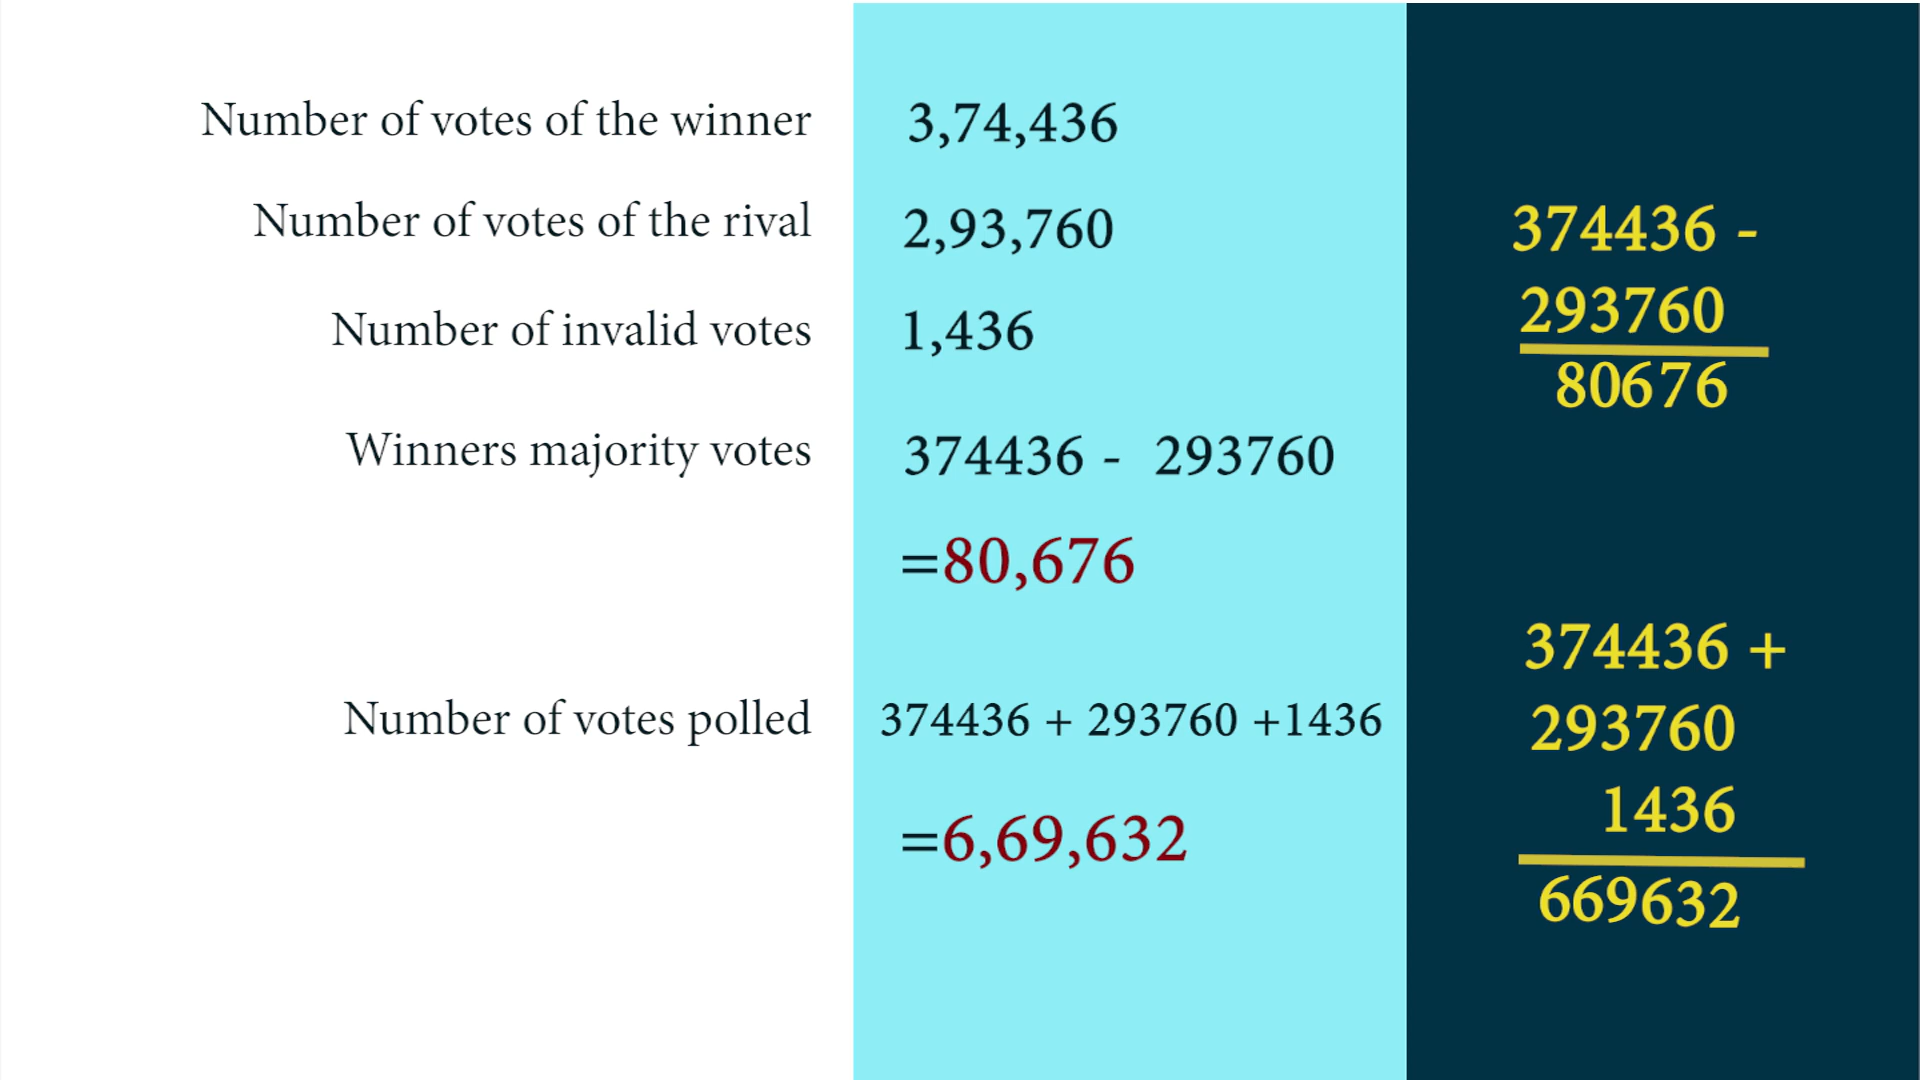 Number of votes of the winner 3,74,436
Number of votes of the rival 2,93,760
Number of invalid votes 1,436
Winners majority votes 374436 - 293760
=80,676
Number of votes polled 374436 + 293760 +1436
=6,69,632
374436 -
293760
80676
374436 +
293760
1436
669632